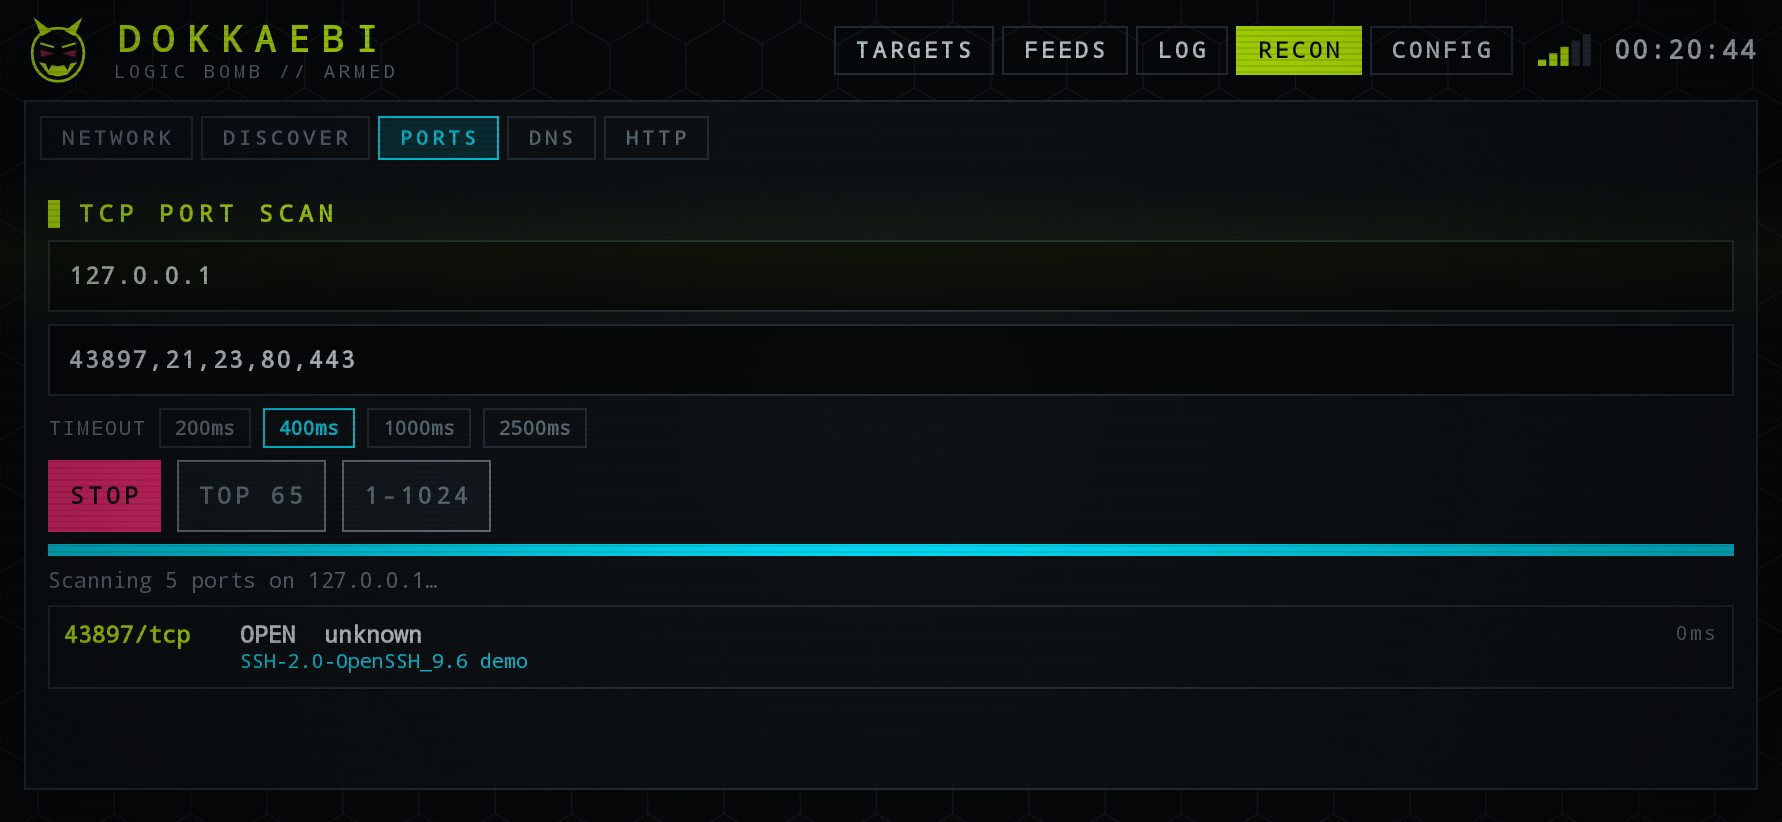 DOKKAEBI
LOGIC BOMB // ARMED
TARGETS FEEDS LOG RECON CONFIG 00:20:44
NETWORK DISCOVER PORTS DNS HTTP
TCP PORT SCAN
127.0.0.1
43897,21,23,80,443
TIMEOUT 200ms 400ms 1000ms 2500ms
STOP TOP 65 1-1024
Scanning 5 ports on 127.0.0.1…
43897/tcp OPEN unknown 0ms
SSH-2.0-OpenSSH_9.6 demo